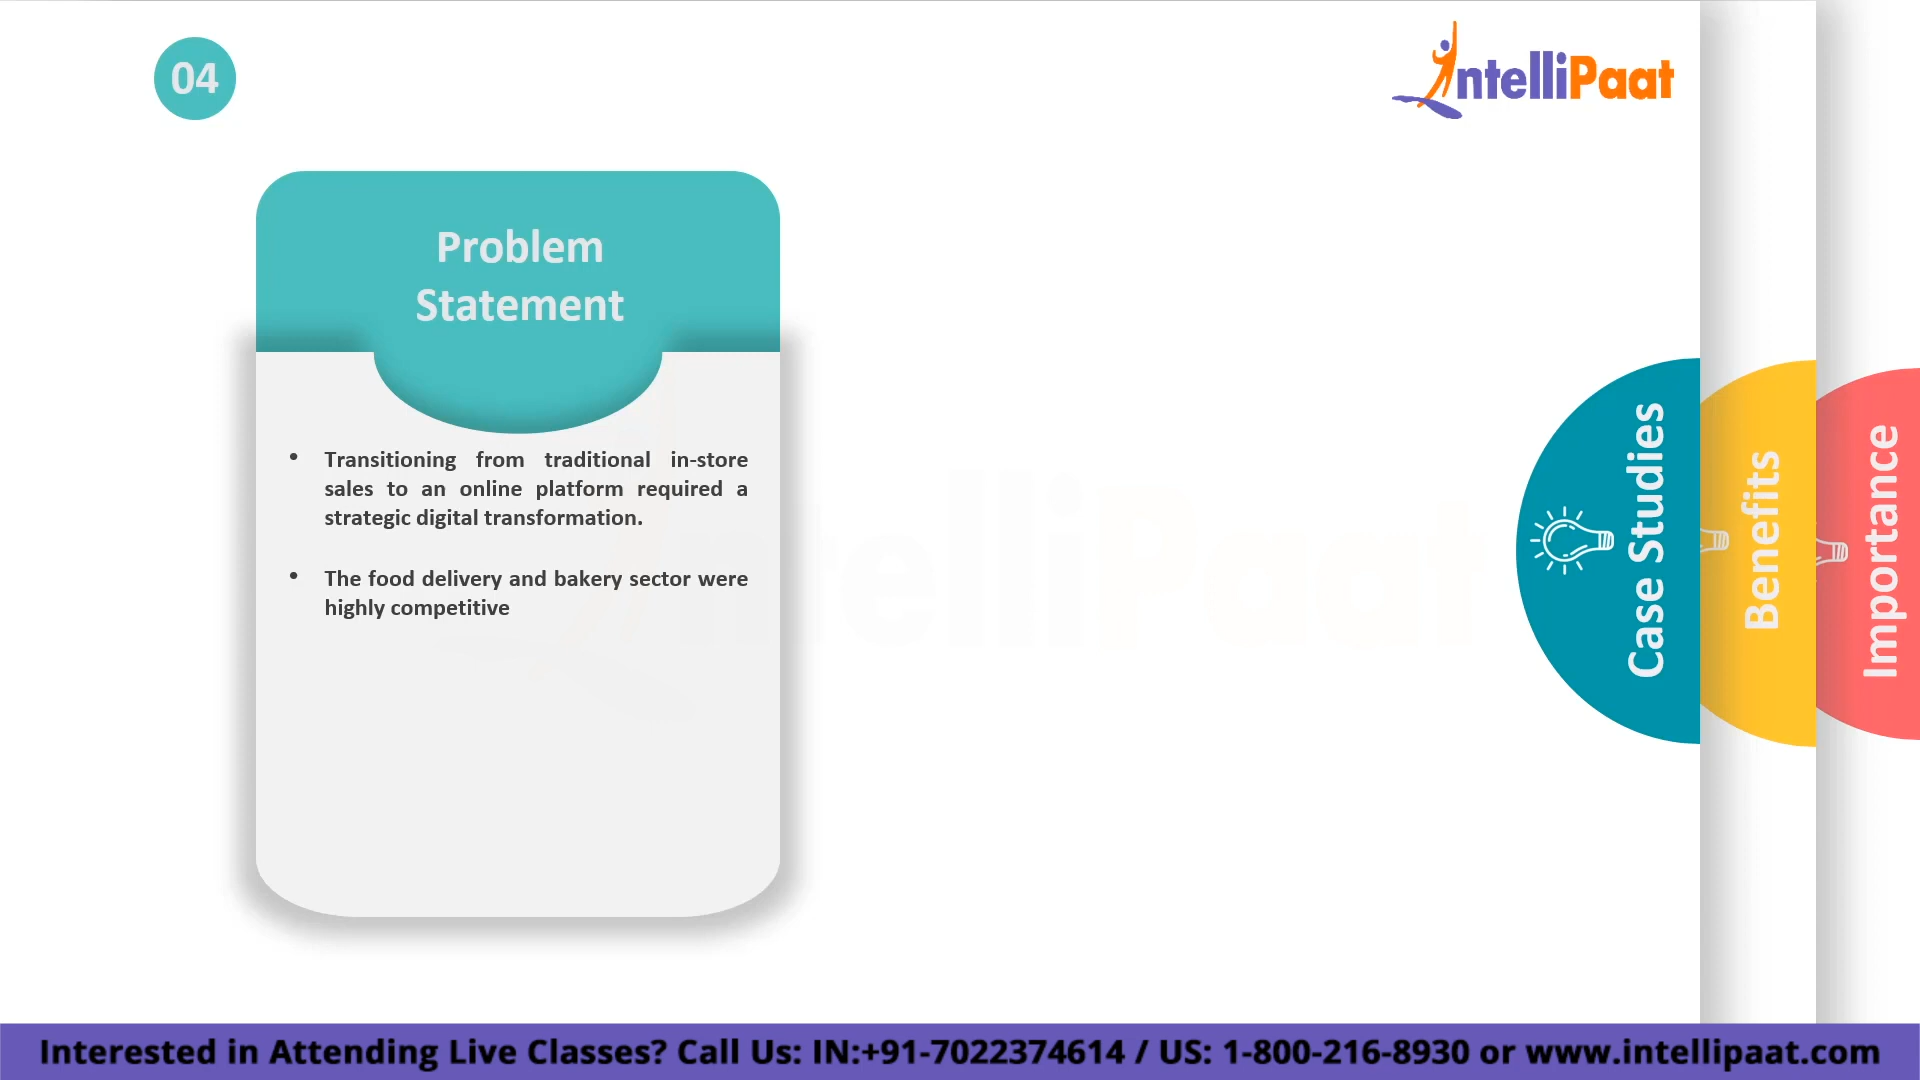 04
IntelliPaat
Problem
Statement
• Transitioning from traditional in-store
sales to an online platform required a
strategic digital transformation.
• The food delivery and bakery sector were
highly competitive
Case Studies
Benefits
Importance
Interested in Attending Live Classes? Call Us: IN:+91-7022374614 / US: 1-800-216-8930 or www.intellipaat.com